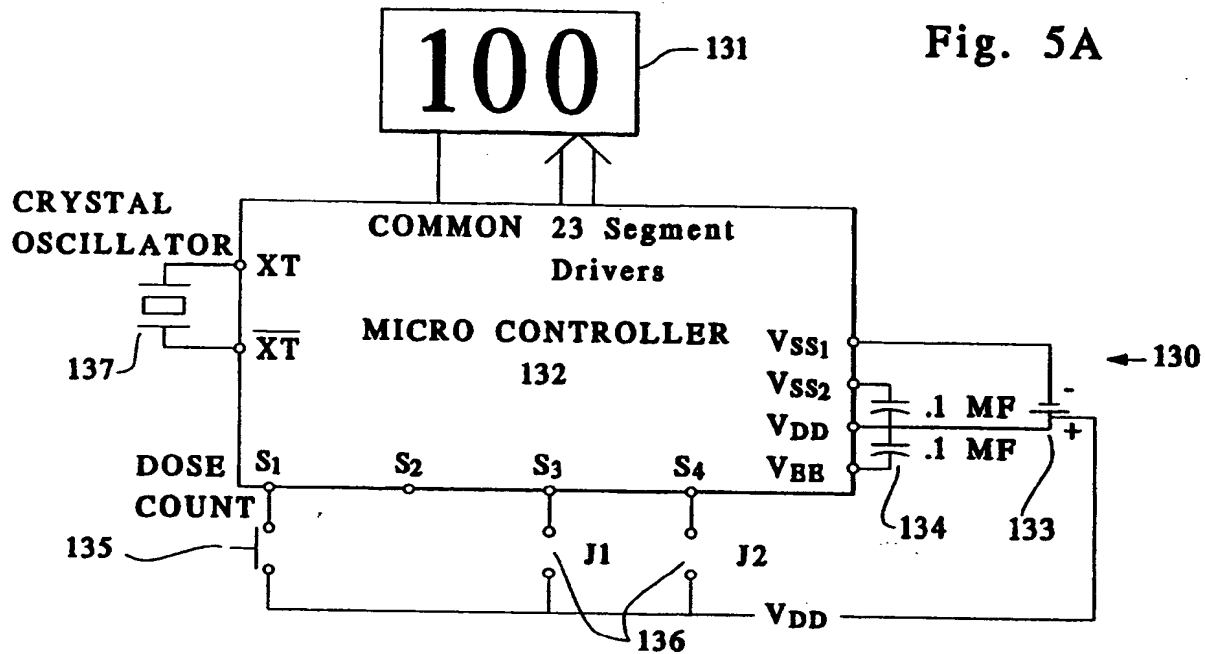 Fig. 5A
100
131
CRYSTAL
OSCILLATOR
COMMON 23 Segment
Drivers
XT
XT
137
MICRO CONTROLLER
132
VSS1
VSS2
VDD
VEE
- 
+
.1 MF
.1 MF
130
134
133
DOSE
COUNT
S1
S2
S3
S4
135
J1
J2
136
VDD